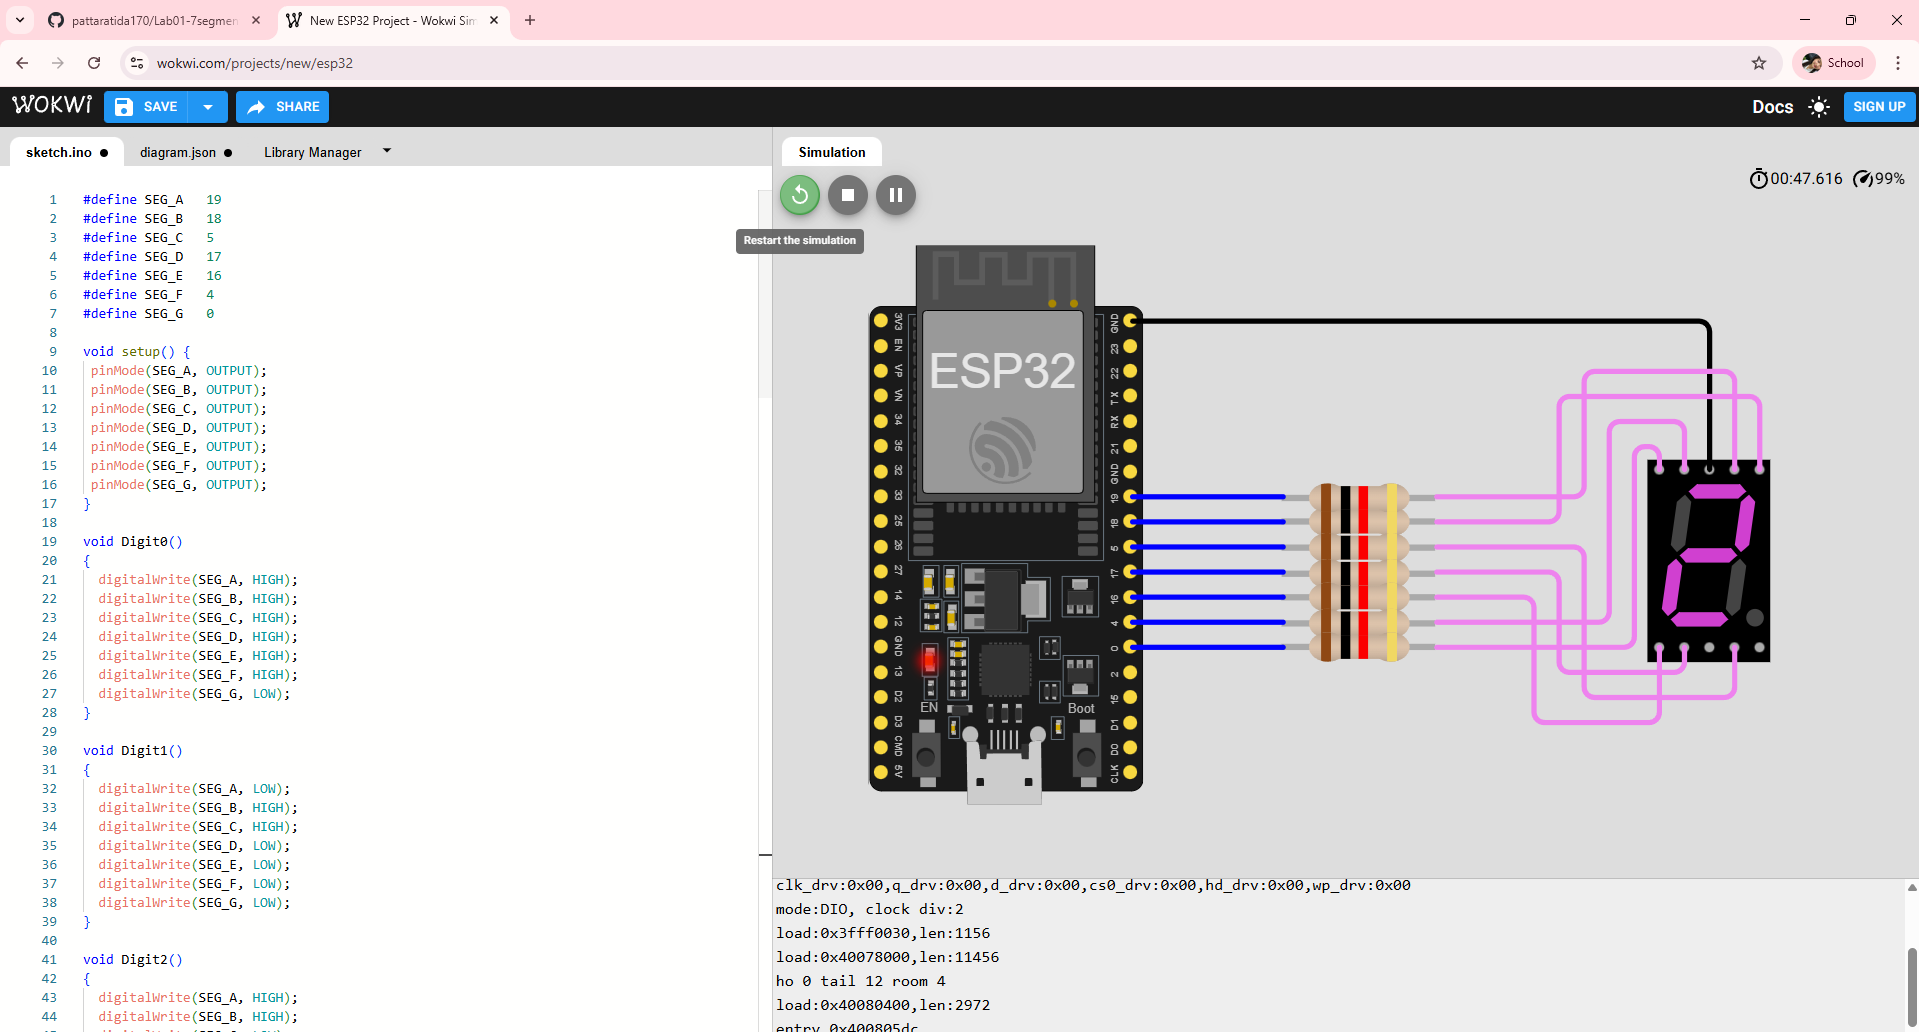 pattaratida170/Lab01-7segmen
New ESP32 Project - Wokwi Sim
wokwi.com/projects/new/esp32
School
WOKWi
SAVE
SHARE
Docs
SIGN UP
sketch.ino
diagram.json
Library Manager
Simulation
00:47.616
99%
Restart the simulation
1 #define SEG_A 19
2 #define SEG_B 18
3 #define SEG_C 5
4 #define SEG_D 17
5 #define SEG_E 16
6 #define SEG_F 4
7 #define SEG_G 0
8
9 void setup() {
10 pinMode(SEG_A, OUTPUT);
11 pinMode(SEG_B, OUTPUT);
12 pinMode(SEG_C, OUTPUT);
13 pinMode(SEG_D, OUTPUT);
14 pinMode(SEG_E, OUTPUT);
15 pinMode(SEG_F, OUTPUT);
16 pinMode(SEG_G, OUTPUT);
17 }
18
19 void Digit0()
20 {
21 digitalWrite(SEG_A, HIGH);
22 digitalWrite(SEG_B, HIGH);
23 digitalWrite(SEG_C, HIGH);
24 digitalWrite(SEG_D, HIGH);
25 digitalWrite(SEG_E, HIGH);
26 digitalWrite(SEG_F, HIGH);
27 digitalWrite(SEG_G, LOW);
28 }
29
30 void Digit1()
31 {
32 digitalWrite(SEG_A, LOW);
33 digitalWrite(SEG_B, HIGH);
34 digitalWrite(SEG_C, HIGH);
35 digitalWrite(SEG_D, LOW);
36 digitalWrite(SEG_E, LOW);
37 digitalWrite(SEG_F, LOW);
38 digitalWrite(SEG_G, LOW);
39 }
40
41 void Digit2()
42 {
43 digitalWrite(SEG_A, HIGH);
44 digitalWrite(SEG_B, HIGH);
ESP32
3V3
EN
VP
VN
34
35
32
33
25
26
27
14
12
GND
13
D2
D3
CMD
5V
GND
23
22
TX
RX
21
GND
19
18
5
17
16
4
0
2
15
D1
D0
CLK
EN
Boot
2
clk_drv:0x00,q_drv:0x00,d_drv:0x00,cs0_drv:0x00,hd_drv:0x00,wp_drv:0x00
mode:DIO, clock div:2
load:0x3fff0030,len:1156
load:0x40078000,len:11456
ho 0 tail 12 room 4
load:0x40080400,len:2972
entry 0x400805dc